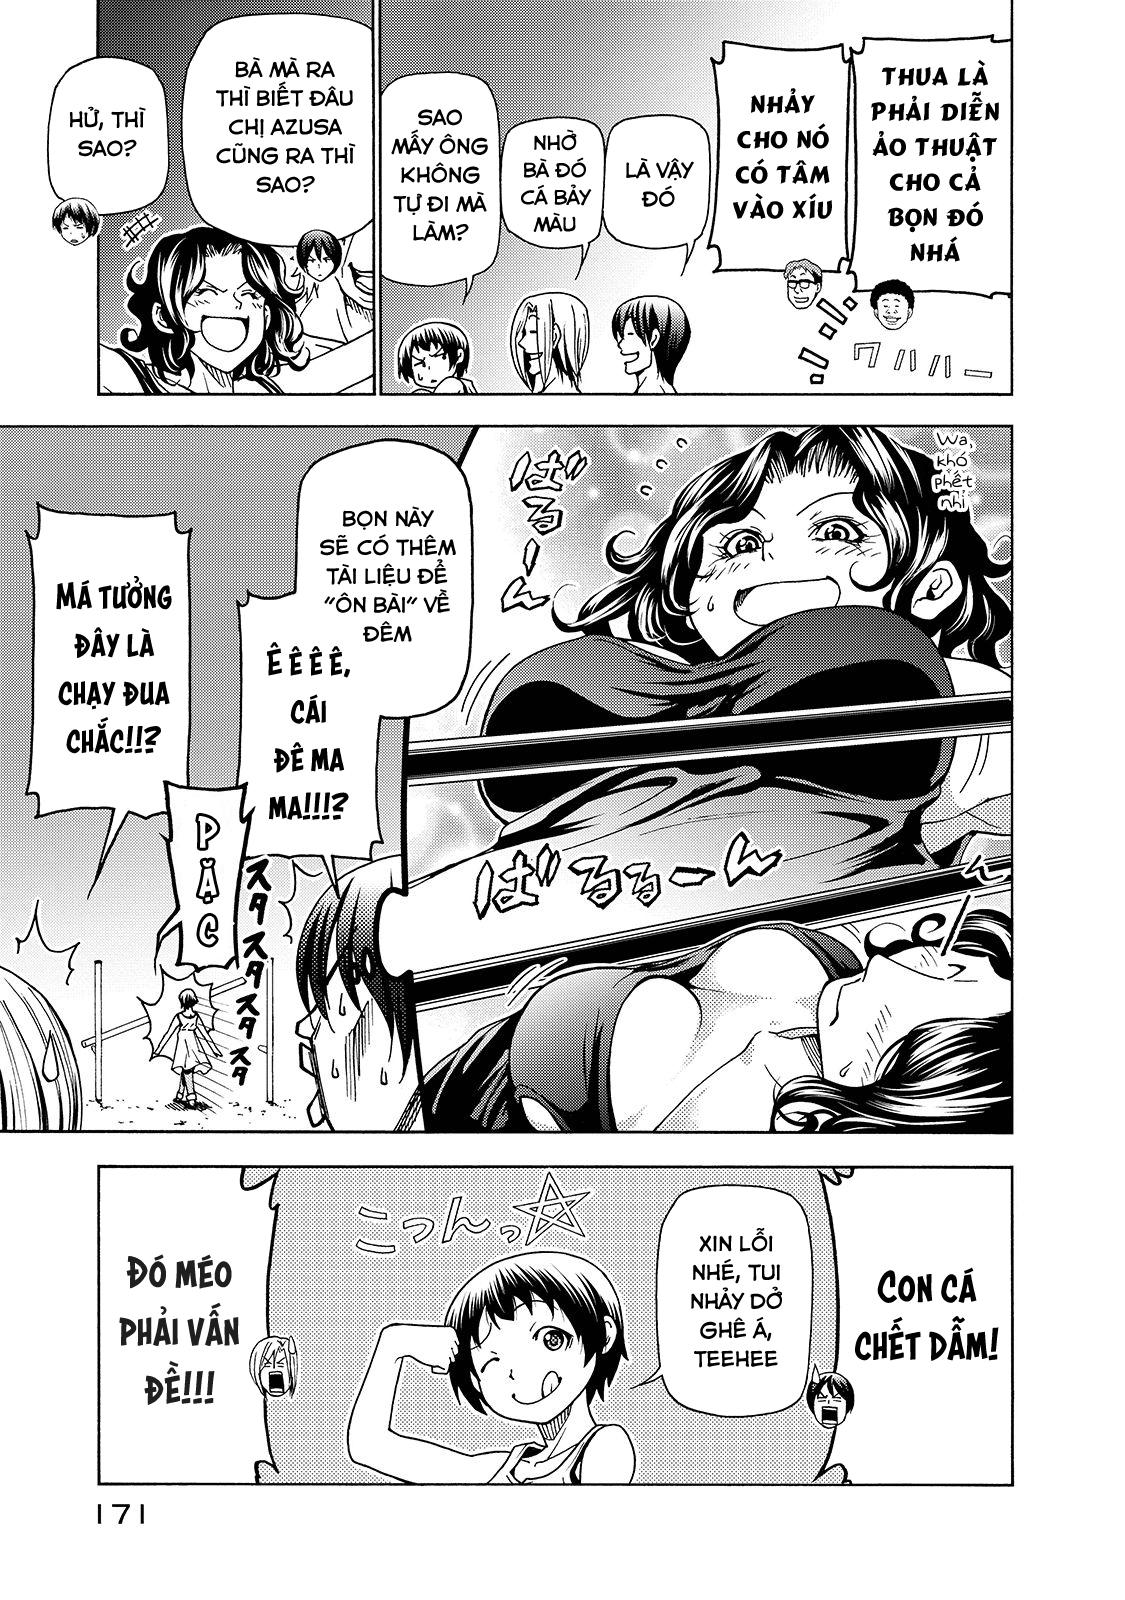 THUA LÀ
PHẢI DIỄN
ẢO THUẬT
CHO CẢ
BỌN ĐÓ
NHÁ
NHẢY
CHO NÓ
CÓ TÂM
VÀO XÍU
ワハハハー
LÀ VẬY
ĐÓ
NHỜ
BÀ ĐÓ
CÁ BẢY
MÀU
SAO
MẤY ÔNG
KHÔNG
TỰ ĐI MÀ
LÀM?
BÀ MÀ RA
THÌ BIẾT ĐÂU
CHỊ AZUSA
CŨNG RA THÌ
SAO?
HỬ, THÌ
SAO?
Wa,
khó
phết
nhỉ
ばるーん
ばるるーん
BỌN NÀY
SẼ CÓ THÊM
TÀI LIỆU ĐỂ
“ÔN BÀI” VỀ
ĐÊM
Ê Ê Ê Ê,
CÁI
ĐÊ MA
MA!!!?
MÁ TƯỞNG
ĐÂY LÀ
CHẠY ĐUA
CHẮC!!?
PẶC
スタスタスタスタスタ
CON CÁ
CHẾT DẪM!
XIN LỖI
NHÉ, TUI
NHẢY DỞ
GHÊ Á,
TEEHEE
こつんっ☆
ĐÓ MÉO
PHẢI VẤN
ĐỀ!!!
171